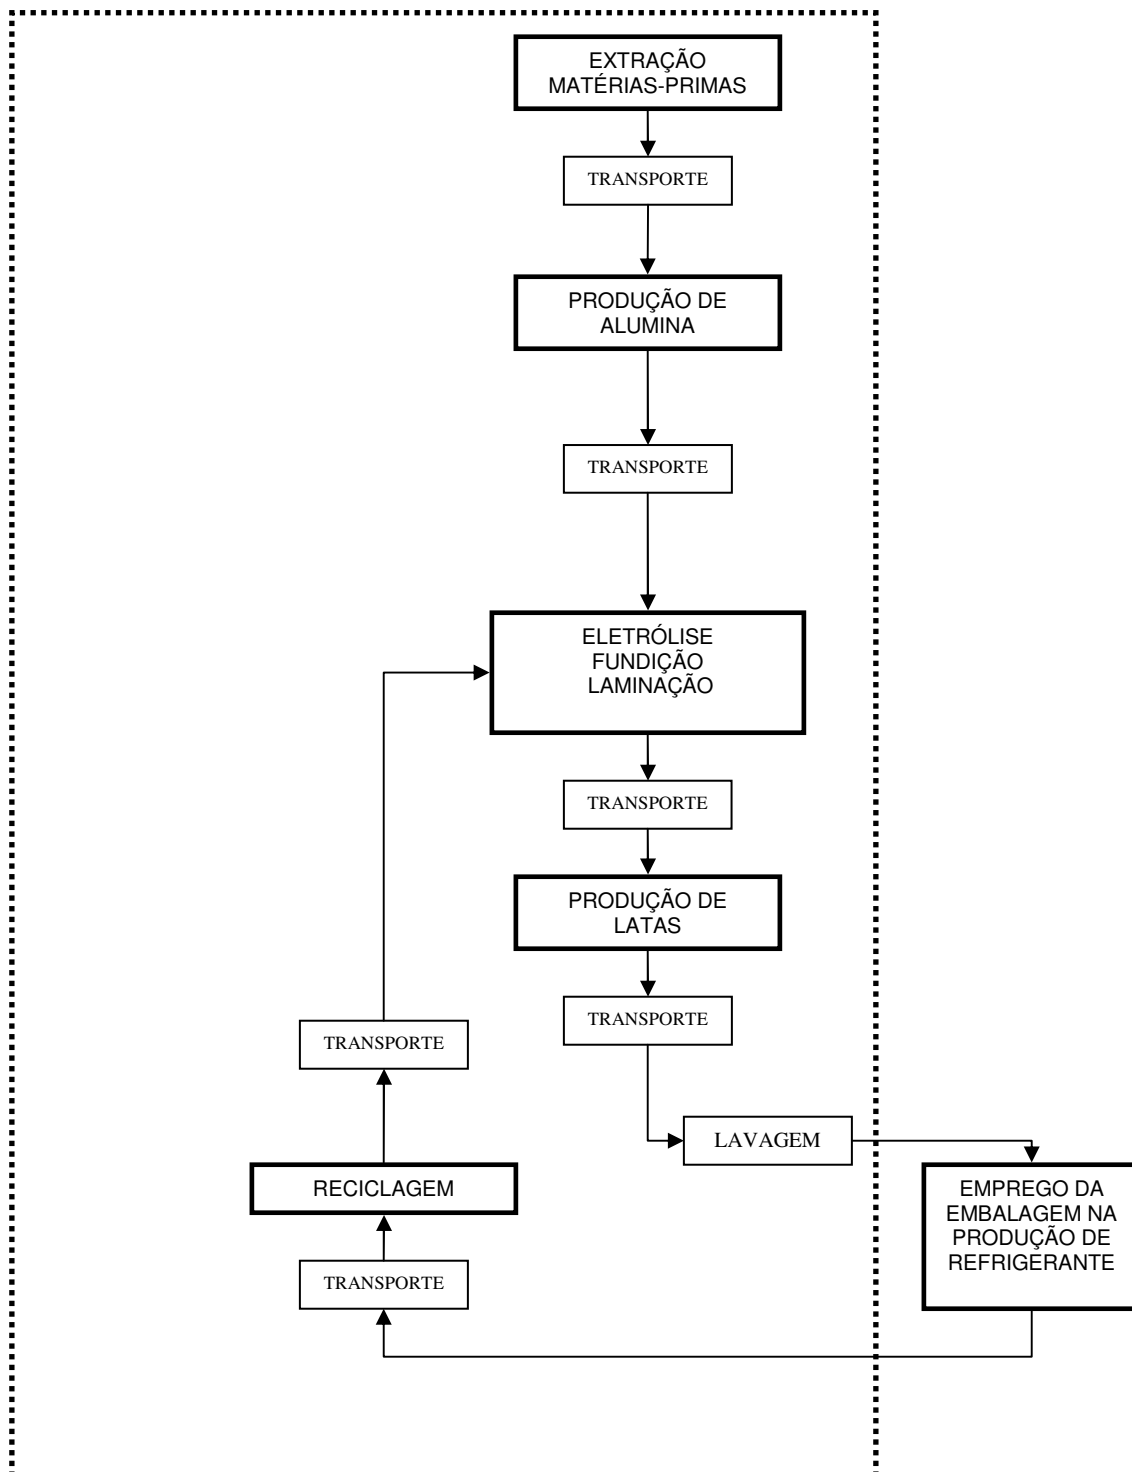 EXTRAÇÃO
MATÉRIAS-PRIMAS
TRANSPORTE
PRODUÇÃO DE
ALUMINA
TRANSPORTE
ELETRÓLISE
FUNDIÇÃO
LAMINAÇÃO
TRANSPORTE
PRODUÇÃO DE
LATAS
TRANSPORTE
TRANSPORTE
LAVAGEM
RECICLAGEM
EMPREGO DA
EMBALAGEM NA
PRODUÇÃO DE
REFRIGERANTE
TRANSPORTE